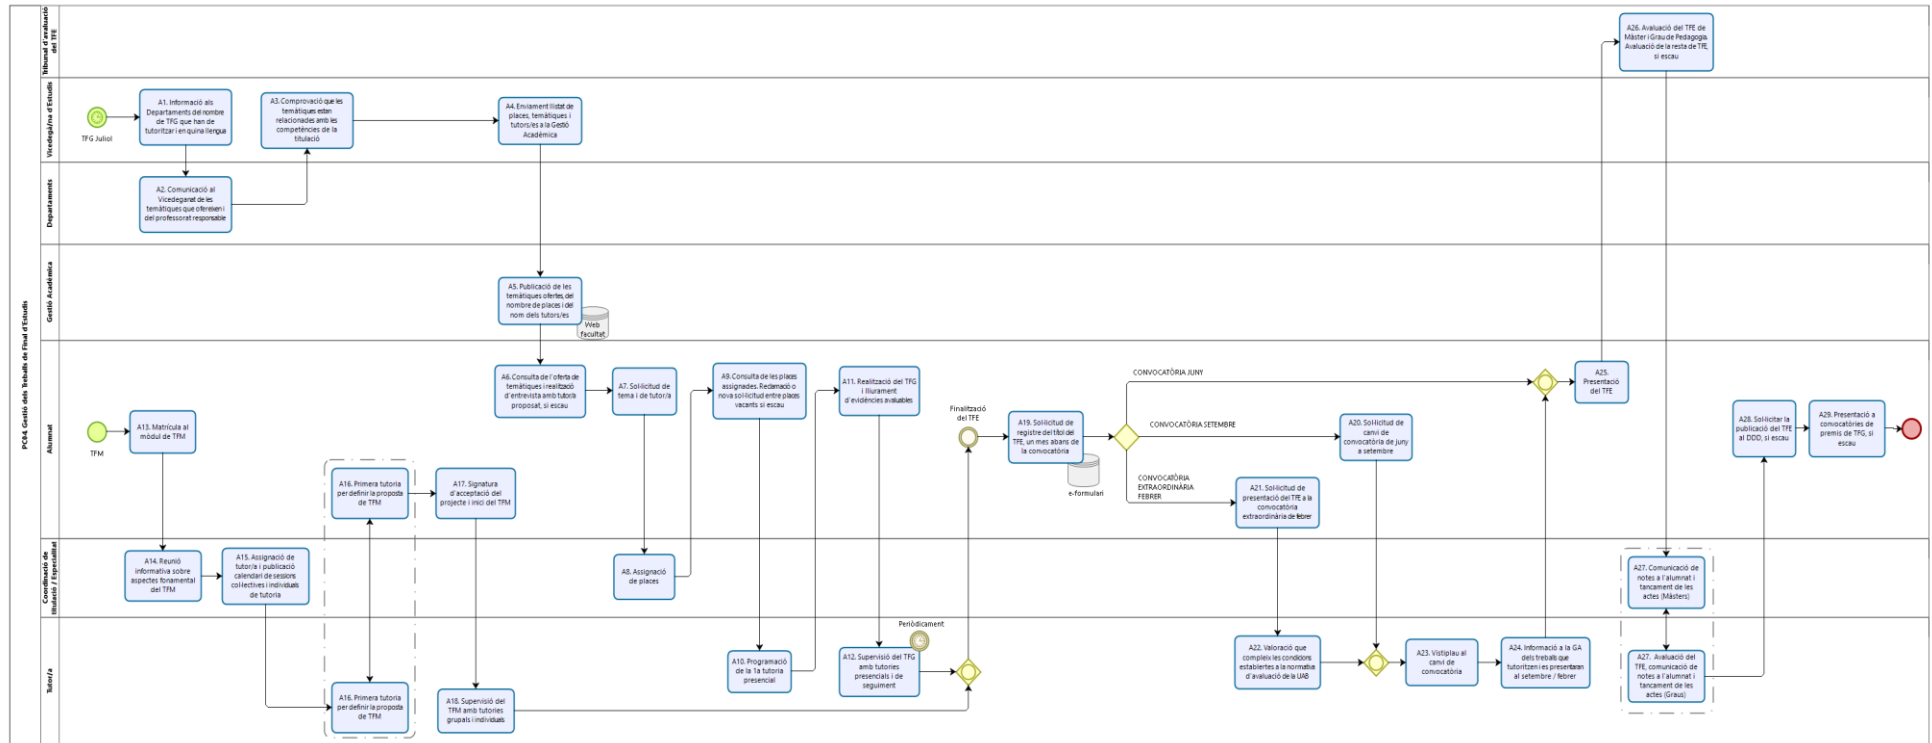 PC04. Gestió dels Treballs de Final d'Estudis
Tribunal d'avaluació
del TFE
A26. Avaluació del TFE de
Màster i Grau de Pedagogia.
Avaluació de la resta de TFE,
si escau
Vicedegà/na d'Estudis
TFG Juliol
A1. Informació als
Departaments del nombre
de TFG que han de
tutoritzar i en quina llengua
A3. Comprovació que les
temàtiques estan
relacionades amb les
competències de la
titulació
A4. Enviament llistat de
places, temàtiques i
tutors/es a la Gestió
Acadèmica
Departaments
A2. Comunicació al
Vicedeganat de les
temàtiques que ofereixen i
del professorat responsable
Gestió Acadèmica
A5. Publicació de les
temàtiques ofertes, del
nombre de places i del
nom dels tutors/es
Web
facultat
Alumnat
A6. Consulta de l'oferta de
temàtiques i realització
d'entrevista amb tutor/a
proposat, si escau
A7. Sol·licitud de
tema i de tutor/a
A9. Consulta de les places
assignades. Reclamació o
nova sol·licitud entre places
vacants si escau
A11. Realització del TFG
i lliurament
d'evidències avaluables
Finalització
del TFE
A19. Sol·licitud de
registre del títol del
TFE, un mes abans de
la convocatòria
e-formulari
CONVOCATÒRIA JUNY
CONVOCATÒRIA SETEMBRE
CONVOCATÒRIA
EXTRAORDINÀRIA
FEBRER
A20. Sol·licitud de
canvi de
convocatòria de juny
a setembre
A21. Sol·licitud de
presentació del TFE a la
convocatòria
extraordinària de febrer
A25.
Presentació
del TFE
A28. Sol·licitar la
publicació del TFE
al DDD, si escau
A29. Presentació a
convocatòries de
premis de TFG, si
escau
TFM
A13. Matrícula al
mòdul de TFM
A16. Primera tutoria
per definir la proposta
de TFM
A17. Signatura
d'acceptació del
projecte i inici del TFM
Coordinació de
titulació / Especialitat
A14. Reunió
informativa sobre
aspectes fonamental
del TFM
A15. Assignació de
tutor/a i publicació
calendari de sessions
col·lectives i individuals
de tutoria
A8. Assignació
de places
A27. Comunicació de
notes a l'alumnat i
tancament de les
actes (Màsters)
Tutor/a
A16. Primera tutoria
per definir la proposta
de TFM
A18. Supervisió del
TFM amb tutories
grupals i individuals
A10. Programació
de la 1a tutoria
presencial
Periòdicament
A12. Supervisió del TFG
amb tutories
presencials i de
seguiment
A22. Valoració que
compleix les condicions
establertes a la normativa
d'avaluació de la UAB
A23. Vistiplau al
canvi de
convocatòria
A24. Informació a la GA
dels treballs que
tutoritzen i es presentaran
al setembre / febrer
A27. Avaluació del
TFE, comunicació de
notes a l'alumnat i
tancament de les
actes (Graus)